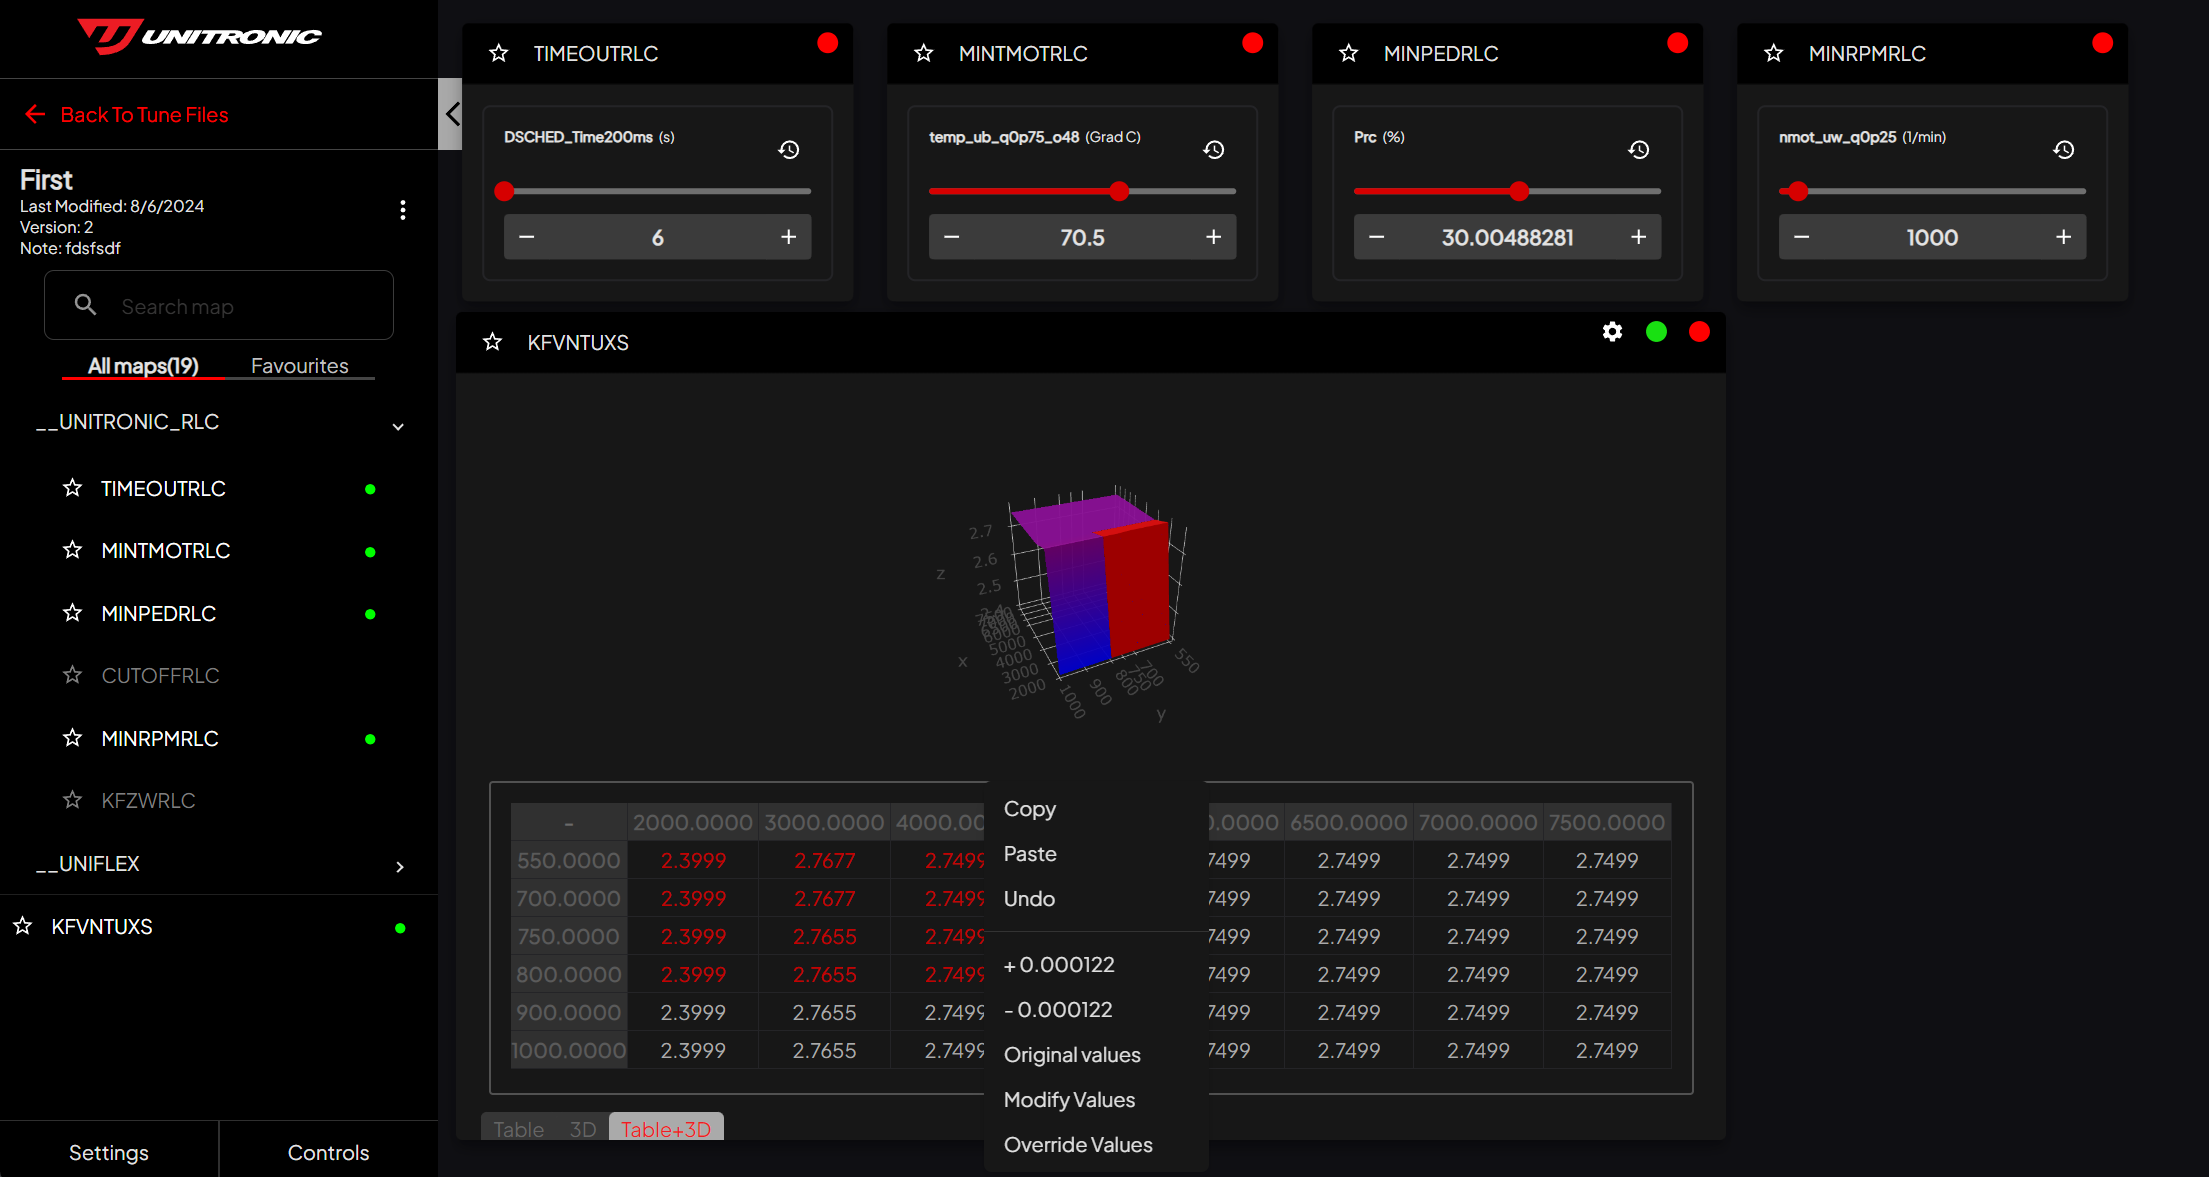 UNITRONIC
Back To Tune Files
First
Last Modified: 8/6/2024
Version: 2
Note: fdsfsdf
Search map
All maps(19)
Favourites
__UNITRONIC_RLC
TIMEOUTRLC
MINTMOTRLC
MINPEDRLC
CUTOFFRLC
MINRPMRLC
KFZWRLC
__UNIFLEX
KFVNTUXS
Settings
Controls
TIMEOUTRLC
DSCHED_Time200ms (s)
− 6 +
MINTMOTRLC
temp_ub_q0p75_o48 (Grad C)
− 70.5 +
MINPEDRLC
Prc (%)
− 30.00488281 +
MINRPMRLC
nmot_uw_q0p25 (1/min)
− 1000 +
KFVNTUXS
2.7
2.6
2.5
2.4
z
x
5000
4000
3000
2000
1000
900
800
750
700
550
y
- 2000.0000 3000.0000 4000.00 0.0000 6500.0000 7000.0000 7500.0000
550.0000 2.3999 2.7677 2.7499 7499 2.7499 2.7499 2.7499
700.0000 2.3999 2.7677 2.7499 7499 2.7499 2.7499 2.7499
750.0000 2.3999 2.7655 2.7499 7499 2.7499 2.7499 2.7499
800.0000 2.3999 2.7655 2.7499 7499 2.7499 2.7499 2.7499
900.0000 2.3999 2.7655 2.7499 7499 2.7499 2.7499 2.7499
1000.0000 2.3999 2.7655 2.7499 7499 2.7499 2.7499 2.7499
Copy
Paste
Undo
+ 0.000122
- 0.000122
Original values
Modify Values
Override Values
Table
3D
Table+3D